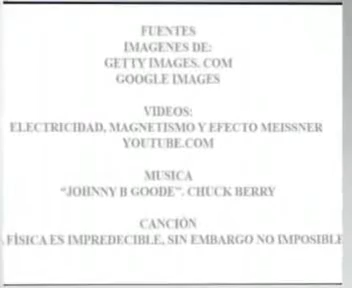 FUENTES
IMAGENES DE:
GETTY IMAGES. COM
GOOGLE IMAGES
VIDEOS:
ELECTRICIDAD, MAGNETISMO Y EFECTO MEISSNER
YOUTUBE.COM
MUSICA
“JOHNNY B GOODE”. CHUCK BERRY
CANCIÓN
FÍSICA ES IMPREDECIBLE, SIN EMBARGO NO IMPOSIBLE